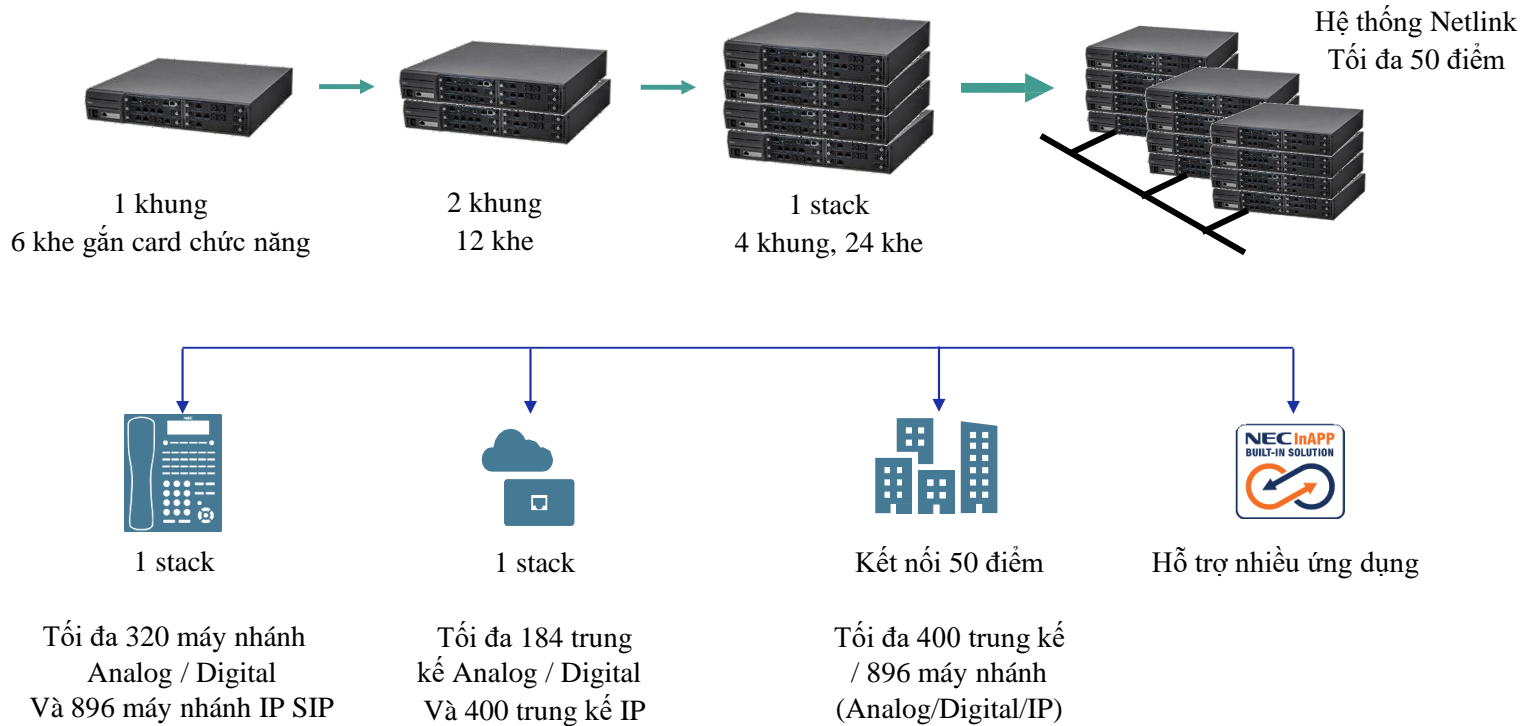 Hệ thống Netlink
Tối đa 50 điểm
1 khung
6 khe gắn card chức năng
2 khung
12 khe
1 stack
4 khung, 24 khe
NEC
1 stack
Tối đa 320 máy nhánh
Analog / Digital
Và 896 máy nhánh IP SIP
1 stack
Tối đa 184 trung
kế Analog / Digital
Và 400 trung kế IP
Kết nối 50 điểm
Tối đa 400 trung kế
/ 896 máy nhánh
(Analog/Digital/IP)
NEC InAPP
BUILT-IN SOLUTION
Hỗ trợ nhiều ứng dụng